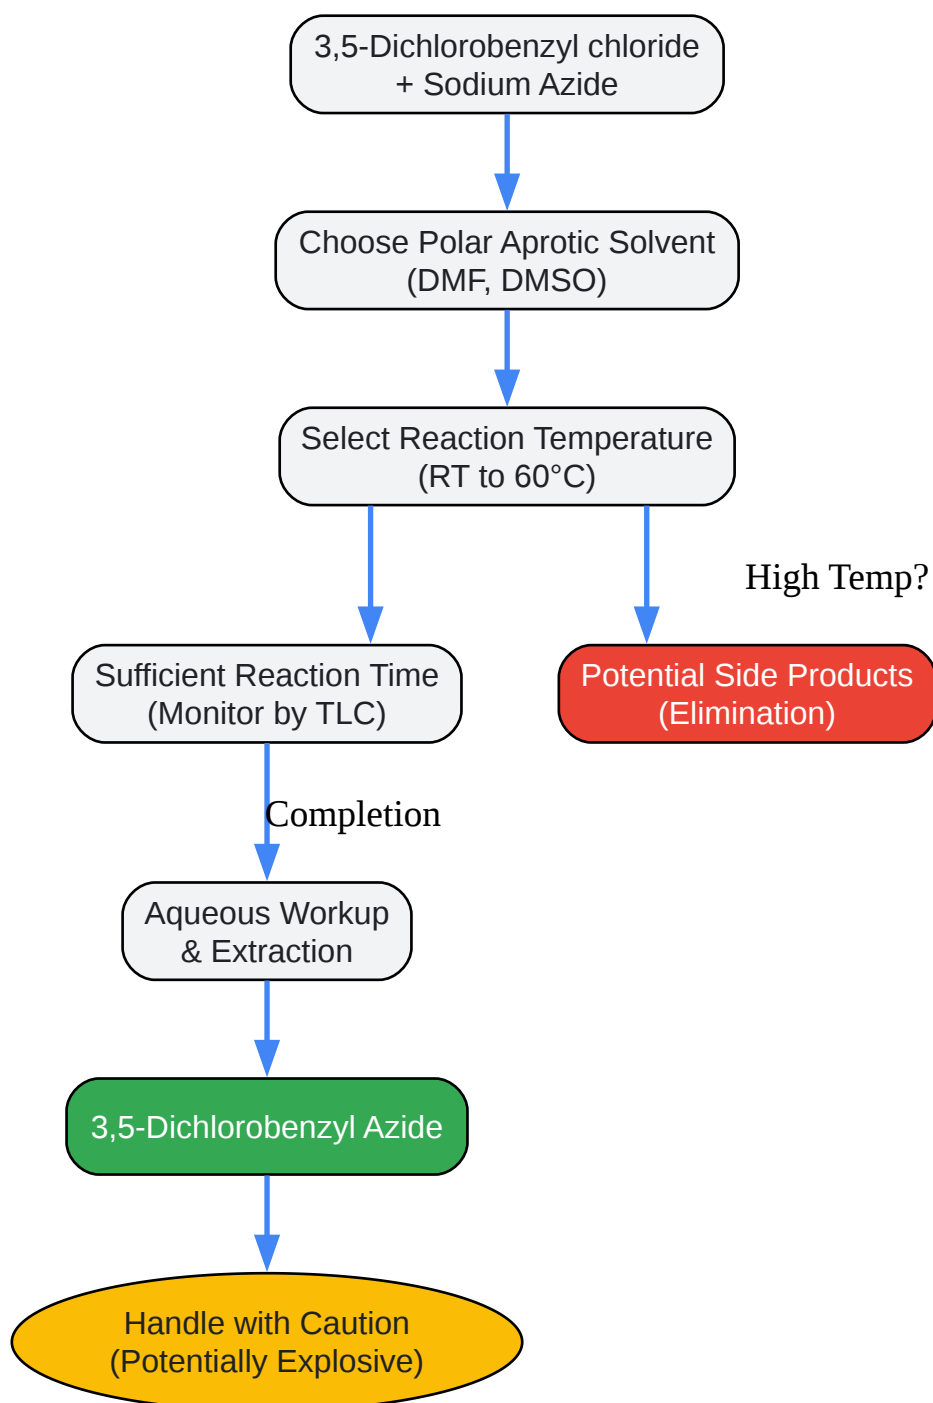 3,5-Dichlorobenzyl chloride
+ Sodium Azide
Choose Polar Aprotic Solvent
(DMF, DMSO)
Select Reaction Temperature
(RT to 60°C)
High Temp?
Sufficient Reaction Time
(Monitor by TLC)
Potential Side Products
(Elimination)
Completion
Aqueous Workup
& Extraction
3,5-Dichlorobenzyl Azide
Handle with Caution
(Potentially Explosive)